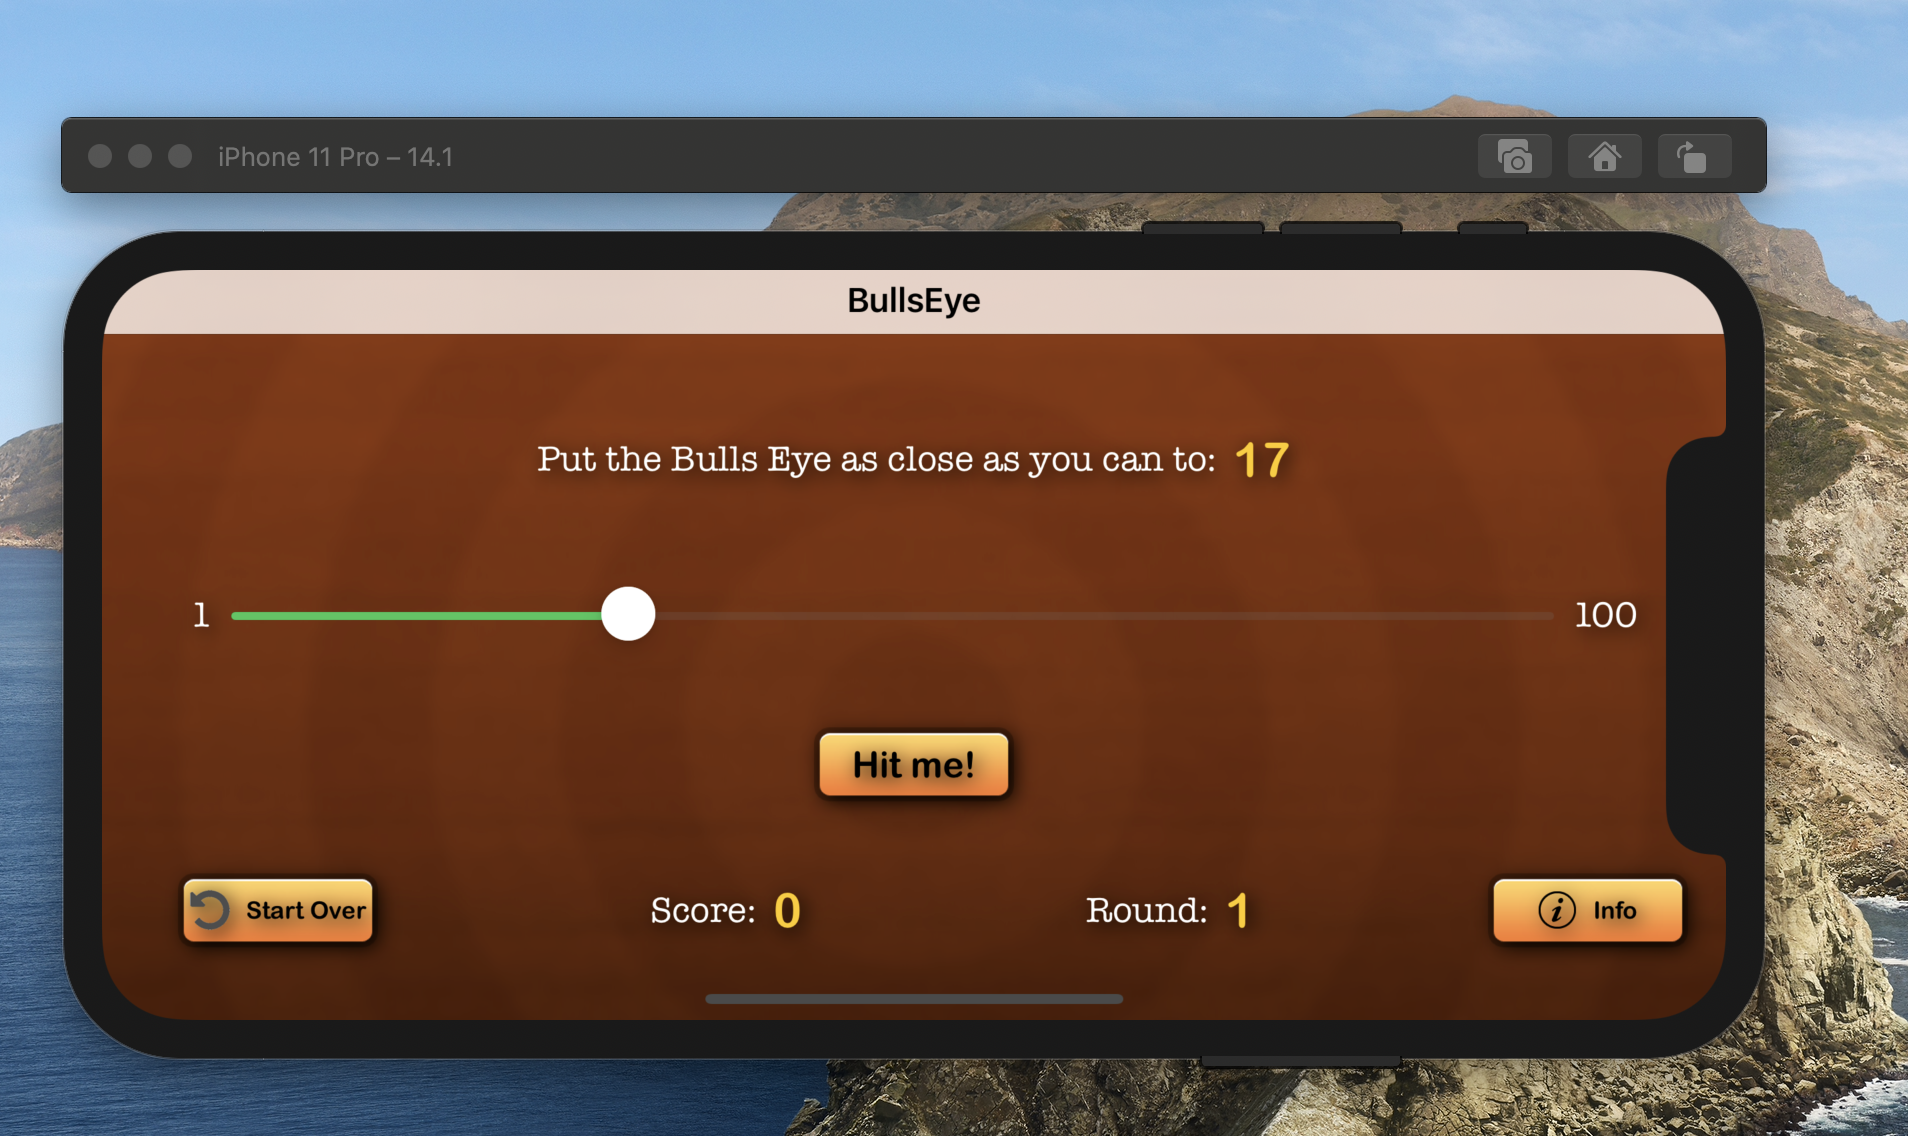 iPhone 11 Pro – 14.1
BullsEye
Put the Bulls Eye as close as you can to: 17
1 100
Hit me!
Start Over Score: 0 Round: 1 Info